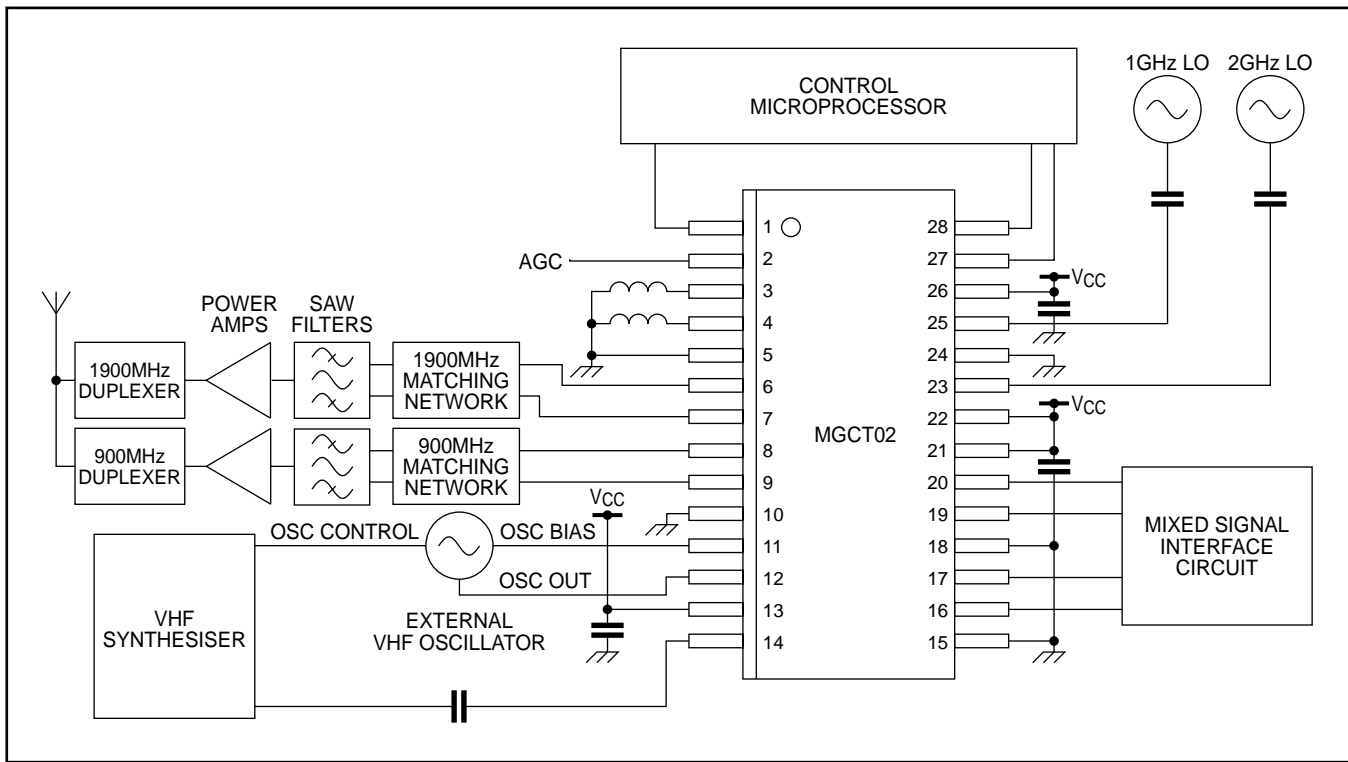 CONTROL
MICROPROCESSOR
1GHz LO
2GHz LO
1
2
3
4
5
6
7
8
9
10
11
12
13
14
28
27
26
25
24
23
22
21
20
19
18
17
16
15
MGCT02
AGC
VCC
VCC
POWER
AMPS
SAW
FILTERS
1900MHz
DUPLEXER
1900MHz
MATCHING
NETWORK
900MHz
DUPLEXER
900MHz
MATCHING
NETWORK
VCC
OSC CONTROL
OSC BIAS
OSC OUT
VHF
SYNTHESISER
EXTERNAL
VHF OSCILLATOR
MIXED SIGNAL
INTERFACE
CIRCUIT